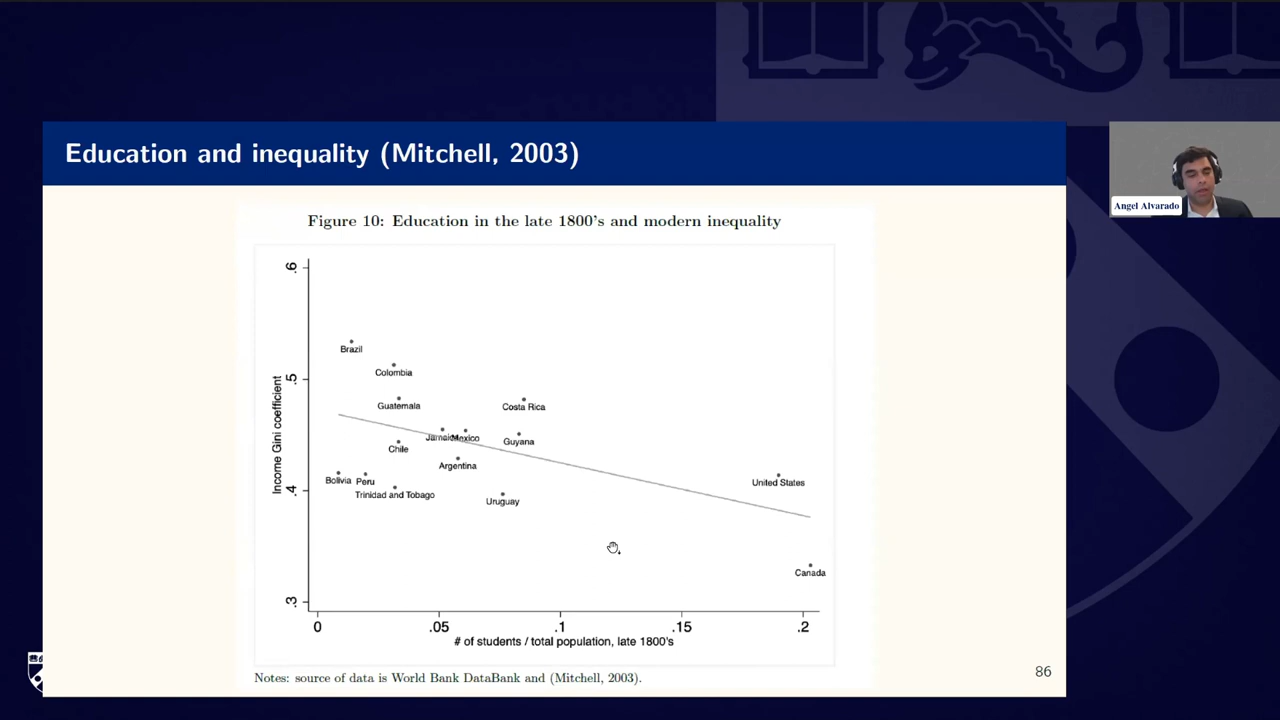 Education and inequality (Mitchell, 2003)
Angel Alvarado
Figure 10: Education in the late 1800's and modern inequality
Income Gini coefficient
.6
.5
.4
.3
Brazil
Colombia
Guatemala
Costa Rica
Jamaica Mexico
Guyana
Chile
Argentina
Bolivia Peru
Trinidad and Tobago
Uruguay
United States
Canada
0 .05 .1 .15 .2
# of students / total population, late 1800's
Notes: source of data is World Bank DataBank and (Mitchell, 2003).
86